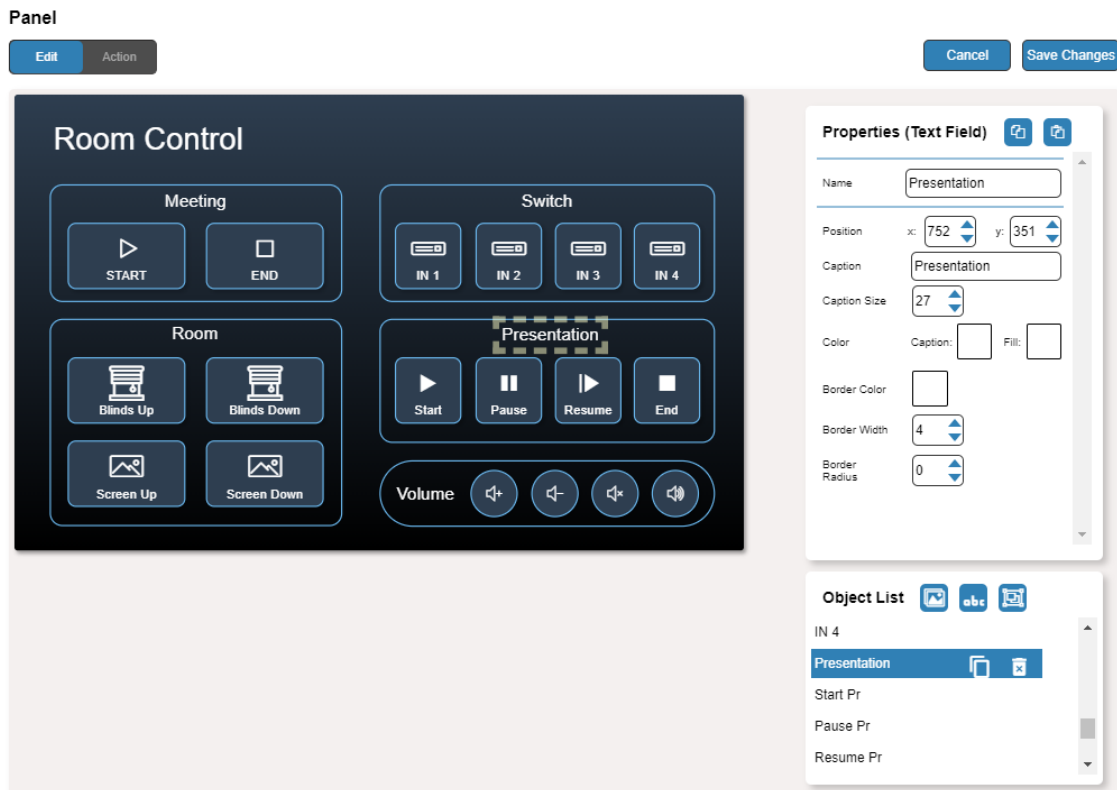 Panel
Edit Action
Cancel Save Changes
Room Control
Meeting
START END
Switch
IN 1 IN 2 IN 3 IN 4
Room
Blinds Up Blinds Down
Screen Up Screen Down
Presentation
Start Pause Resume End
Volume
Properties (Text Field)
Name Presentation
Position x: 752 y: 351
Caption Presentation
Caption Size 27
Color Caption: Fill:
Border Color
Border Width 4
Border
Radius 0
Object List abc
IN 4
Presentation
Start Pr
Pause Pr
Resume Pr